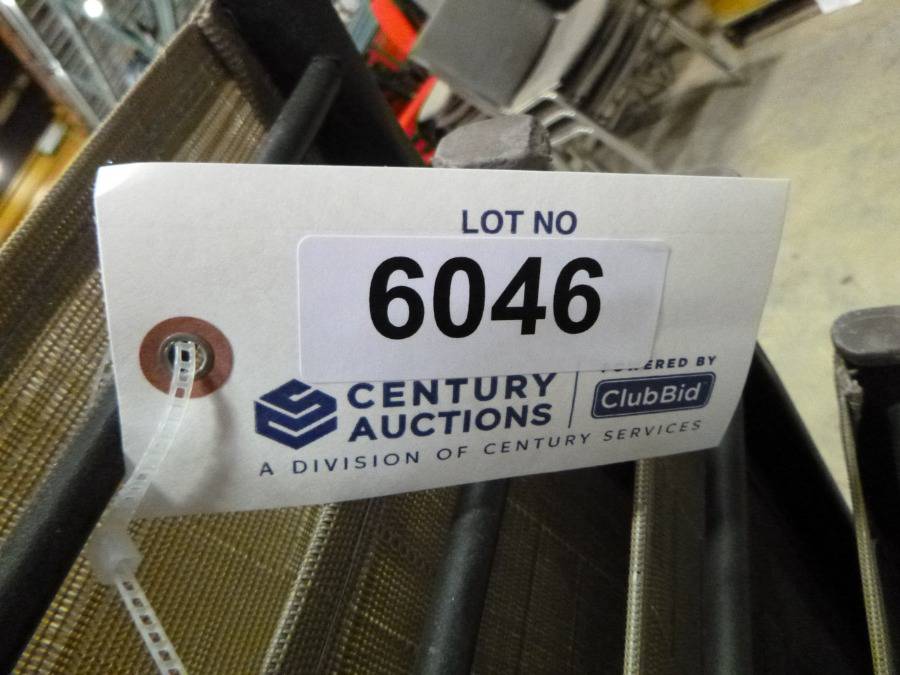 LOT NO
6046
CENTURY
AUCTIONS
POWERED BY
ClubBid
A DIVISION OF CENTURY SERVICES